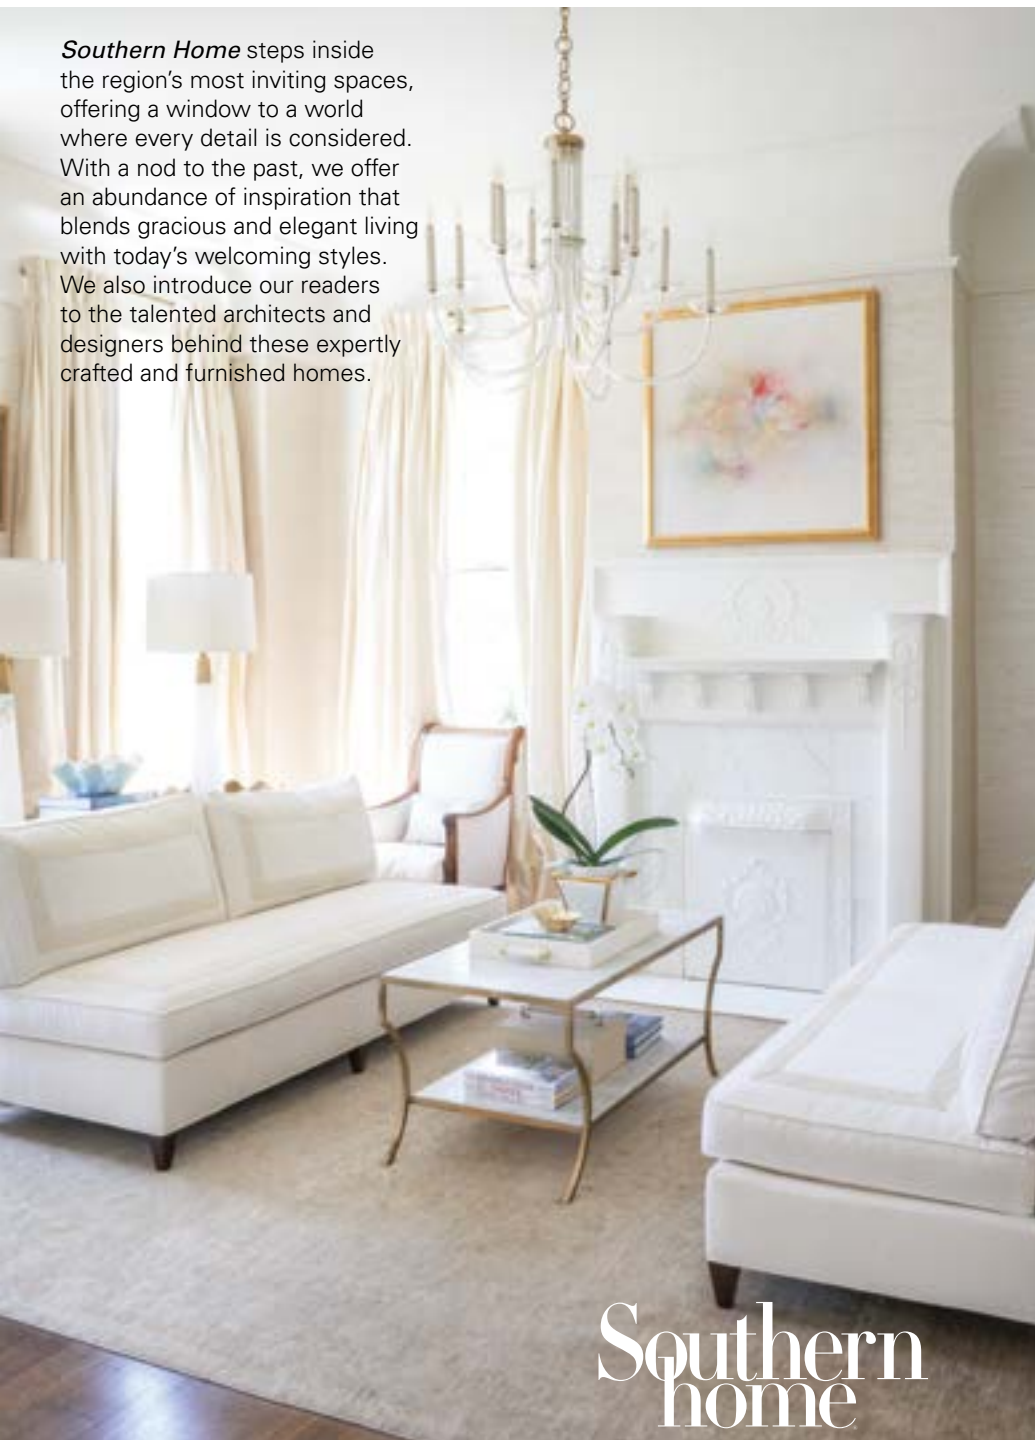 Southern Home steps inside
the region’s most inviting spaces,
offering a window to a world
where every detail is considered.
With a nod to the past, we offer
an abundance of inspiration that
blends gracious and elegant living
with today’s welcoming styles.
We also introduce our readers
to the talented architects and
designers behind these expertly
crafted and furnished homes.
Southern
home